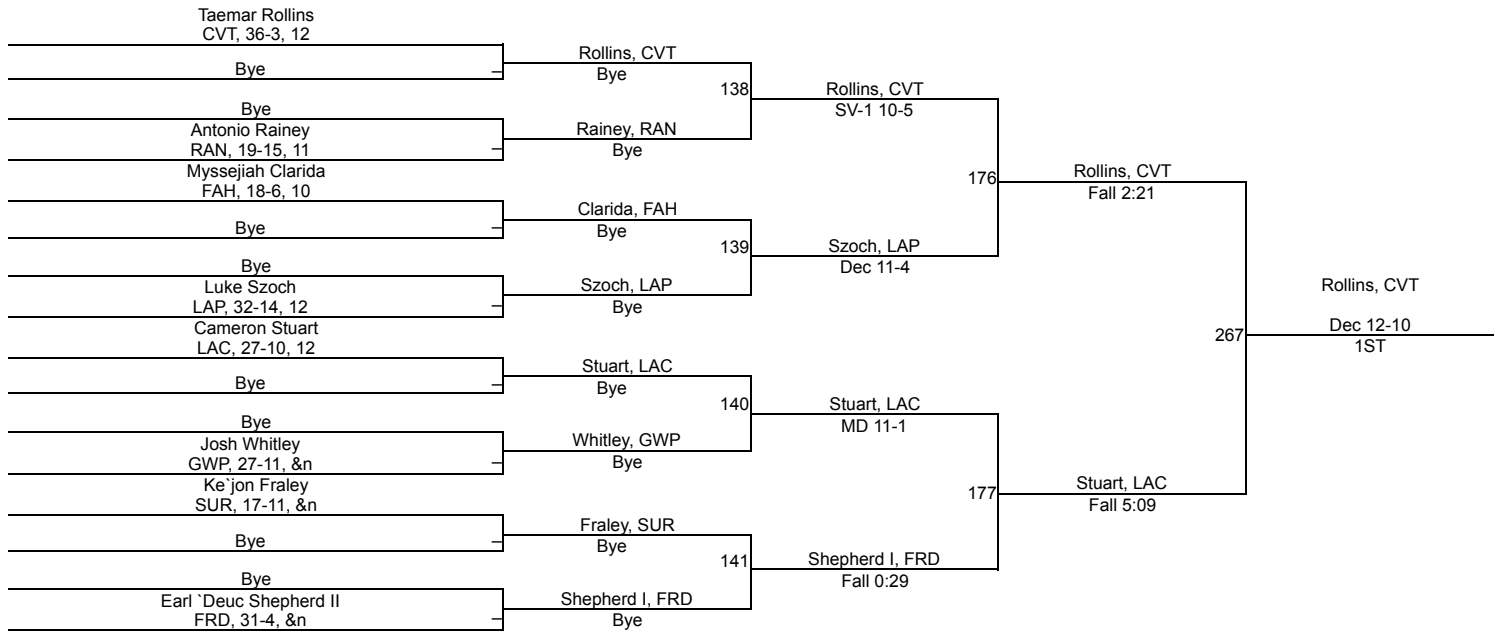 Taemar Rollins
CVT, 36-3, 12
Bye
Bye
Antonio Rainey
RAN, 19-15, 11
Myssejiah Clarida
FAH, 18-6, 10
Bye
Bye
Luke Szoch
LAP, 32-14, 12
Cameron Stuart
LAC, 27-10, 12
Bye
Bye
Josh Whitley
GWP, 27-11, &n
Ke`jon Fraley
SUR, 17-11, &n
Bye
Bye
Earl `Deuc Shepherd II
FRD, 31-4, &n
Rollins, CVT
Bye
138
Rainey, RAN
Bye
Clarida, FAH
Bye
139
Szoch, LAP
Bye
Stuart, LAC
Bye
140
Whitley, GWP
Bye
Fraley, SUR
Bye
141
Shepherd I, FRD
Bye
Rollins, CVT
SV-1 10-5
176
Szoch, LAP
Dec 11-4
Stuart, LAC
MD 11-1
177
Shepherd I, FRD
Fall 0:29
Rollins, CVT
Fall 2:21
267
Stuart, LAC
Fall 5:09
Rollins, CVT
Dec 12-10
1ST